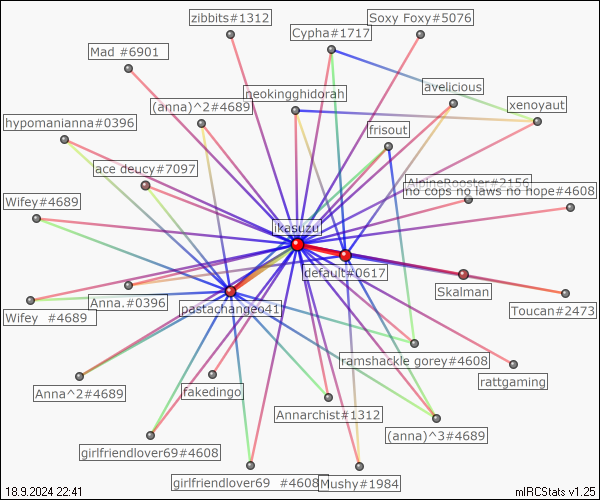 zibbits#1312
Soxy Foxy#5076
Cypha#1717
Mad #6901
avelicious
neokingghidorah
(anna)^2#4689
xenoyaut
hypomanianna#0396
frisout
ace deucy#7097
AlpineRooster#2156
no cops no laws no hope#4608
Wifey#4689
ikasuzu
default#0617
Skalman
Anna.#0396
pastachangeo41
Toucan#2473
Wifey  #4689
ramshackle gorey#4608
rattgaming
Anna^2#4689
fakedingo
Annarchist#1312
(anna)^3#4689
girlfriendlover69#4608
girlfriendlover69  #4608
Mushy#1984
18.9.2024 22:41
mIRCStats v1.25